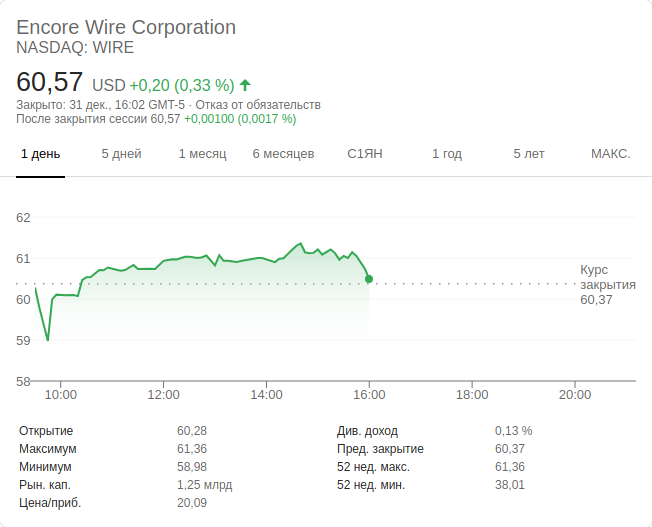 Encore Wire Corporation
NASDAQ: WIRE
60,57 USD +0,20 (0,33 %)
Закрыто: 31 дек., 16:02 GMT-5 · Отказ от обязательств
После закрытия сессии 60,57 +0,00100 (0,0017 %)
1 день 5 дней 1 месяц 6 месяцев С1ЯН 1 год 5 лет МАКС.
62
61
Курс
закрытия
60,37
60
59
58
10:00 12:00 14:00 16:00 18:00 20:00
Открытие 60,28 Див. доход 0,13 %
Максимум 61,36 Пред. закрытие 60,37
Минимум 58,98 52 нед. макс. 61,36
Рын. кап. 1,25 млрд 52 нед. мин. 38,01
Цена/приб. 20,09